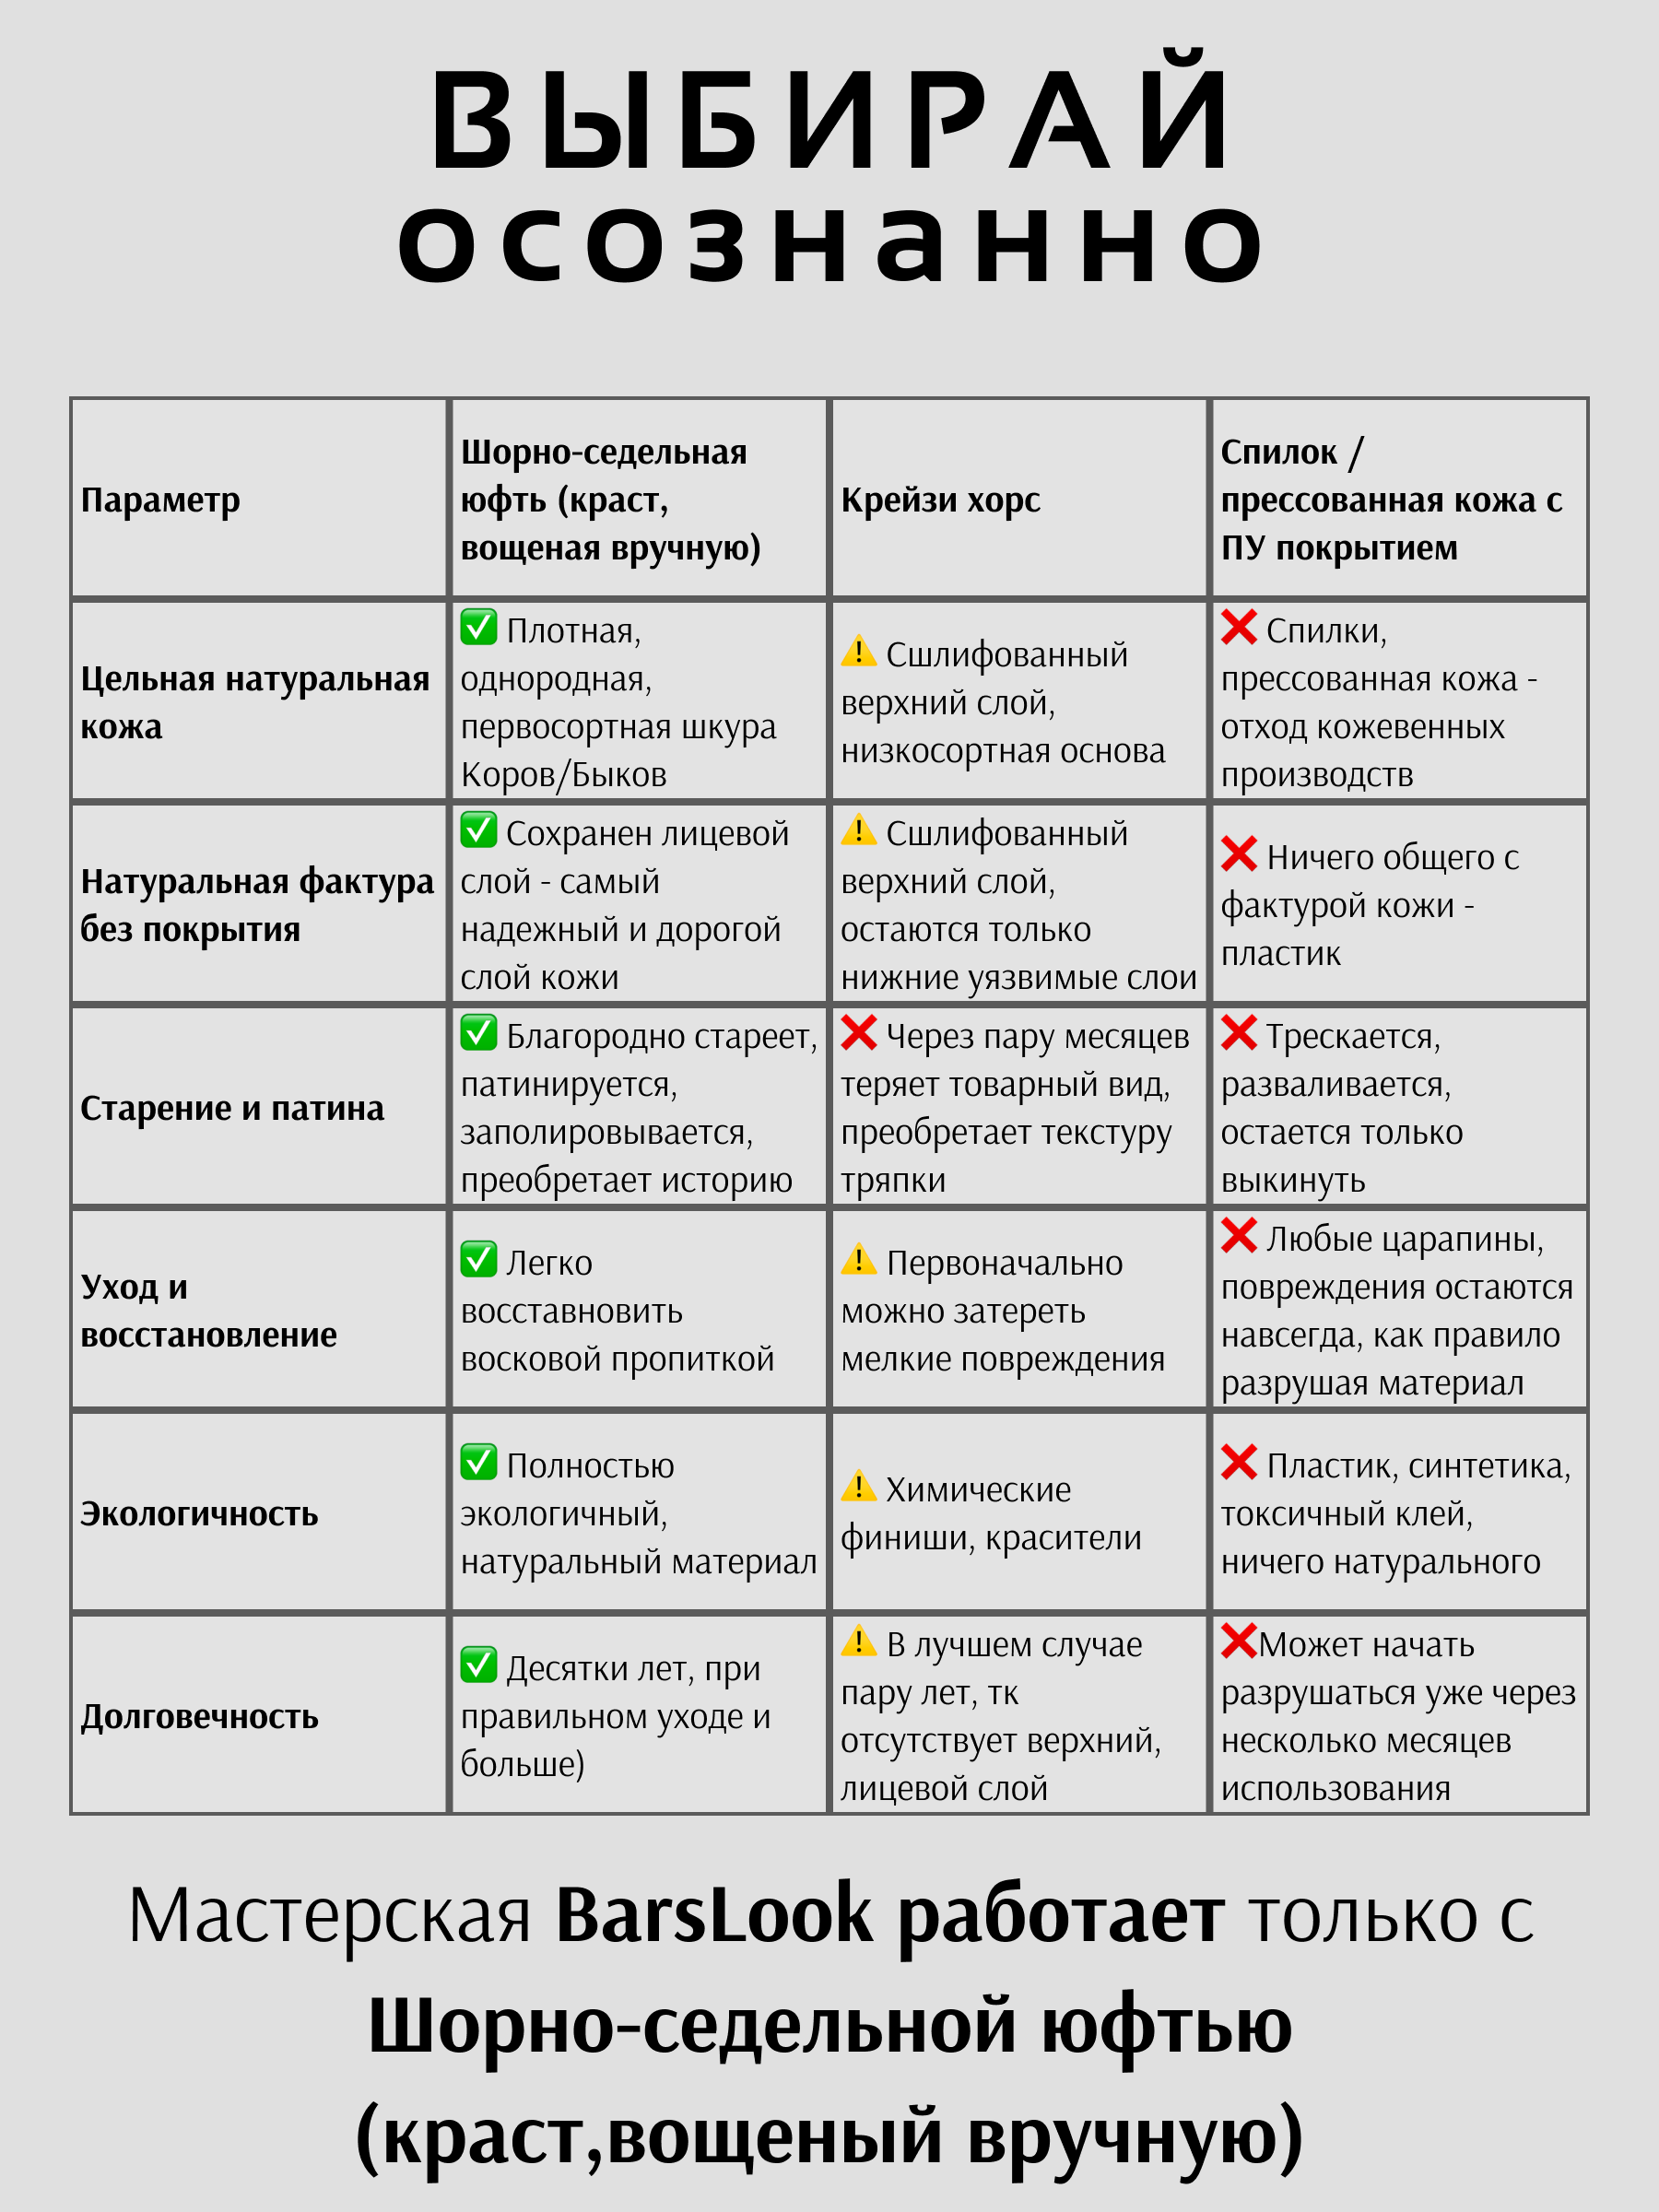 ВЫБИРАЙ
осознанно
Параметр
Шорно-седельная
юфть (краст,
вощеная вручную)
Крейзи хорс
Спилок /
прессованная кожа с
ПУ покрытием
Цельная натуральная
кожа
✅ Плотная,
однородная,
первосортная шкура
Коров/Быков
⚠️ Сшлифованный
верхний слой,
низкосортная основа
❌ Спилки,
прессованная кожа -
отход кожевенных
производств
Натуральная фактура
без покрытия
✅ Сохранен лицевой
слой - самый
надежный и дорогой
слой кожи
⚠️ Сшлифованный
верхний слой,
остаются только
нижние уязвимые слои
❌ Ничего общего с
фактурой кожи -
пластик
Старение и патина
✅ Благородно стареет,
патинируется,
заполировывается,
преобретает историю
❌ Через пару месяцев
теряет товарный вид,
преобретает текстуру
тряпки
❌ Трескается,
разваливается,
остается только
выкинуть
Уход и
восстановление
✅ Легко
восставновить
восковой пропиткой
⚠️ Первоначально
можно затереть
мелкие повреждения
❌ Любые царапины,
повреждения остаются
навсегда, как правило
разрушая материал
Экологичность
✅ Полностью
экологичный,
натуральный материал
⚠️ Химические
финиши, красители
❌ Пластик, синтетика,
токсичный клей,
ничего натурального
Долговечность
✅ Десятки лет, при
правильном уходе и
больше)
⚠️ В лучшем случае
пару лет, тк
отсутствует верхний,
лицевой слой
❌Может начать
разрушаться уже через
несколько месяцев
использования
Мастерская BarsLook работает только с
Шорно-седельной юфтью
(краст,вощеный вручную)